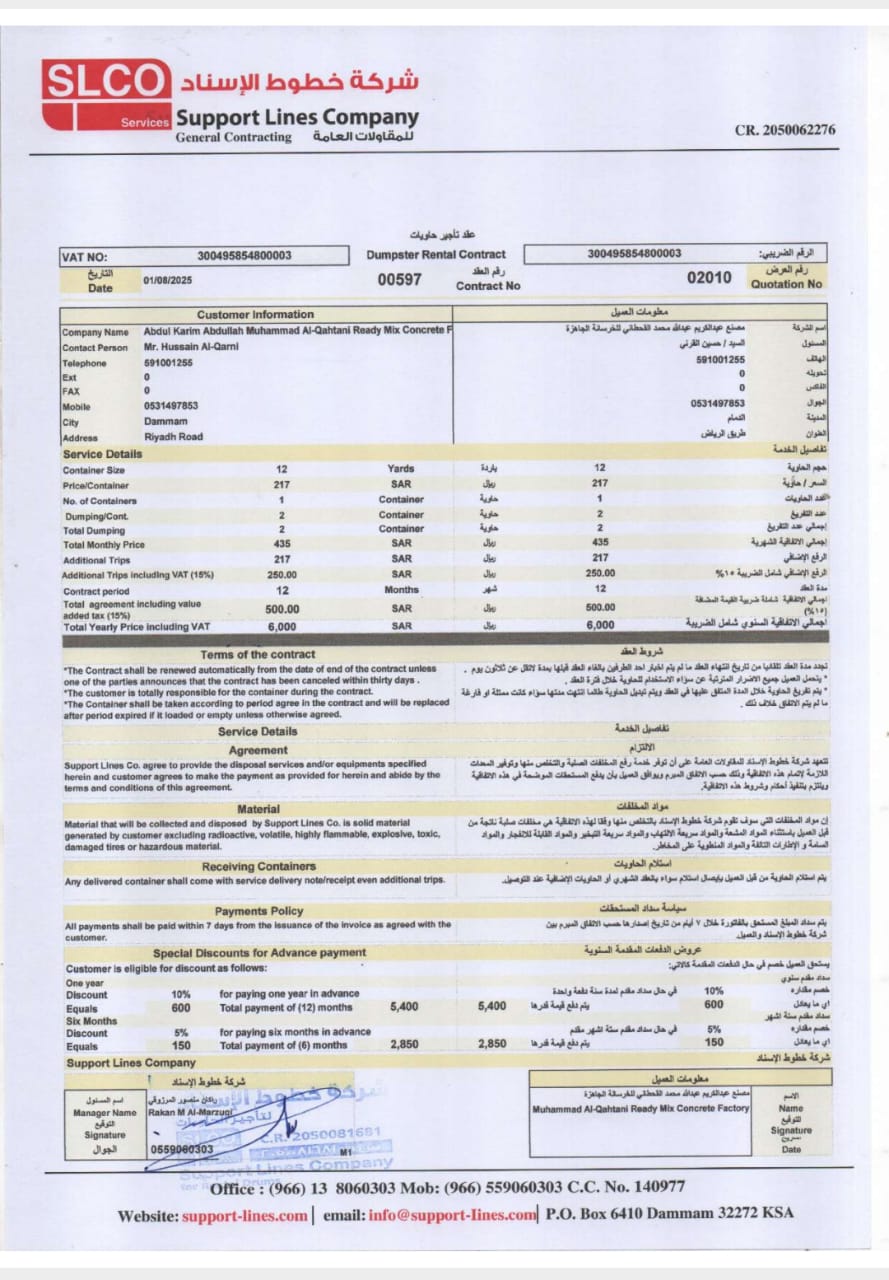 SLCO
Services
شركة خطوط الإسناد
Support Lines Company
General Contracting للمقاولات العامة
CR. 2050062276
عقد تأجير حاويات
VAT NO: 300495854800003 Dumpster Rental Contract 300495854800003 الرقم الضريبي:
التاريخ رقم العقد رقم العرض
Date 01/08/2025 00597 Contract No 02010 Quotation No
Customer Information معلومات العميل
Company Name Abdul Karim Abdullah Muhammad Al-Qahtani Ready Mix Concrete F مصنع عبدالكريم عبدالله محمد القحطاني للخرسانة الجاهزة اسم الشركة
Contact Person Mr. Hussain Al-Qarni السيد / حسين القرني المسئول
Telephone 591001255 591001255 الهاتف
Ext 0 0 تحويله
FAX 0 0 الفاكس
Mobile 0531497853 0531497853 الجوال
City Dammam الدمام المدينة
Address Riyadh Road طريق الرياض العنوان
Service Details تفاصيل الخدمة
Container Size 12 Yards ياردة 12 حجم الحاوية
Price/Container 217 SAR ريال 217 السعر / حاوية
No. of Containers 1 Container حاوية 1 عدد الحاويات
Dumping/Cont. 2 Container حاوية 2 عدد التفريغ
Total Dumping 2 Container حاوية 2 إجمالي عدد التفريغ
Total Monthly Price 435 SAR ريال 435 إجمالي الاتفاقية الشهرية
Additional Trips 217 SAR ريال 217 الرفع الإضافي
Additional Trips including VAT (15%) 250.00 SAR ريال 250.00 الرفع الإضافي شامل الضريبة ١٥%
Contract period 12 Months شهر 12 مدة العقد
Total agreement including value added tax (15%) 500.00 SAR ريال 500.00 إجمالي الاتفاقية شاملة ضريبة القيمة المضافة (١٥%)
Total Yearly Price including VAT 6,000 SAR ريال 6,000 اجمالي الاتفاقية السنوي شامل الضريبة
Terms of the contract شروط العقد
*The Contract shall be renewed automatically from the date of end of the contract unless
one of the parties announces that the contract has been canceled within thirty days .
*The customer is totally responsible for the container during the contract.
*The Container shall be taken according to period agree in the contract and will be replaced
after period expired if it loaded or empty unless otherwise agreed.
تجدد مدة العقد تلقائيا من تاريخ انتهاء العقد ما لم يتم اخبار احد الطرفين بالغاء العقد قبلها بمدة لاتقل عن ثلاثون يوم .
* يتحمل العميل جميع الاضرار المترتبة عن سوء الاستخدام للحاوية خلال فترة العقد .
* يتم تفريغ الحاوية خلال المدة المتفق عليها في العقد ويتم تبديل الحاوية طالما انتهت مدتها سواء كانت ممتلئة او فارغة
ما لم يتم الاتفاق خلاف ذلك .
Service Details تفاصيل الخدمة
Agreement الالتزام
Support Lines Co. agree to provide the disposal services and/or equipments specified
herein and customer agrees to make the payment as provided for herein and abide by the
terms and conditions of this agreement.
تتعهد شركة خطوط الإسناد للمقاولات العامة على أن توفر خدمة رفع المخلفات الصلبة والتخلص منها وتوفير المعدات
اللازمة لإتمام هذه الاتفاقية وذلك حسب الاتفاق المبرم ويوافق العميل بأن يدفع المستحقات الموضحة في هذه الاتفاقية
ويلتزم بتنفيذ أحكام وشروط هذه الاتفاقية.
Material مواد المخلفات
Material that will be collected and disposed by Support Lines Co. is solid material
generated by customer excluding radioactive, volatile, highly flammable, explosive, toxic,
damaged tires or hazardous material.
إن مواد المخلفات التي سوف تقوم شركة خطوط الإسناد بالتخلص منها وفقا لهذه الاتفاقية هي مخلفات صلبة ناتجة من
قبل العميل باستثناء المواد المشعة والمواد سريعة الالتهاب والمواد سريعة التبخير والمواد القابلة للانفجار والمواد
السامة و الإطارات التالفة والمواد المنطوية على المخاطر.
Receiving Containers استلام الحاويات
Any delivered container shall come with service delivery note/receipt even additional trips.
يتم استلام الحاوية من قبل العميل بإيصال استلام سواء بالعقد الشهري أو الحاويات الإضافية عند التوصيل.
Payments Policy سياسة سداد المستحقات
All payments shall be paid within 7 days from the issuance of the invoice as agreed with the
customer.
يتم سداد المبلغ المستحق بالفاتورة خلال ٧ أيام من تاريخ إصدارها حسب الاتفاق المبرم بين
شركة خطوط الإسناد والعميل.
Special Discounts for Advance payment عروض الدفعات المقدمة السنوية
Customer is eligible for discount as follows: يستحق العميل خصم في حال الدفعات المقدمة كالاتي:
One year سداد مقدم سنوي
Discount 10% for paying one year in advance في حال سداد مقدم لمدة سنة دفعة واحدة 10% خصم مقداره
Equals 600 Total payment of (12) months 5,400 5,400 يتم دفع قيمة قدرها 600 اي ما يعادل
Six Months سداد مقدم ستة اشهر
Discount 5% for paying six months in advance في حال سداد مقدم ستة اشهر مقدم 5% خصم مقداره
Equals 150 Total payment of (6) months 2,850 2,850 يتم دفع قيمة قدرها 150 اي ما يعادل
Support Lines Company شركة خطوط الإسناد
شركة خطوط الإسناد معلومات العميل
اسم المسئول راكان منصور المرزوقي
Manager Name Rakan M Al-Marzuqi
التوقيع
Signature
الجوال 0559060303 M1
مصنع عبدالكريم عبدالله محمد القحطاني للخرسانة الجاهزة الاسم
Muhammad Al-Qahtani Ready Mix Concrete Factory Name
التوقيع
Signature
Date
C.R. 2050081681
Support Lines Company
Office : (966) 13 8060303 Mob: (966) 559060303 C.C. No. 140977
Website: support-lines.com | email: info@support-lines.com | P.O. Box 6410 Dammam 32272 KSA